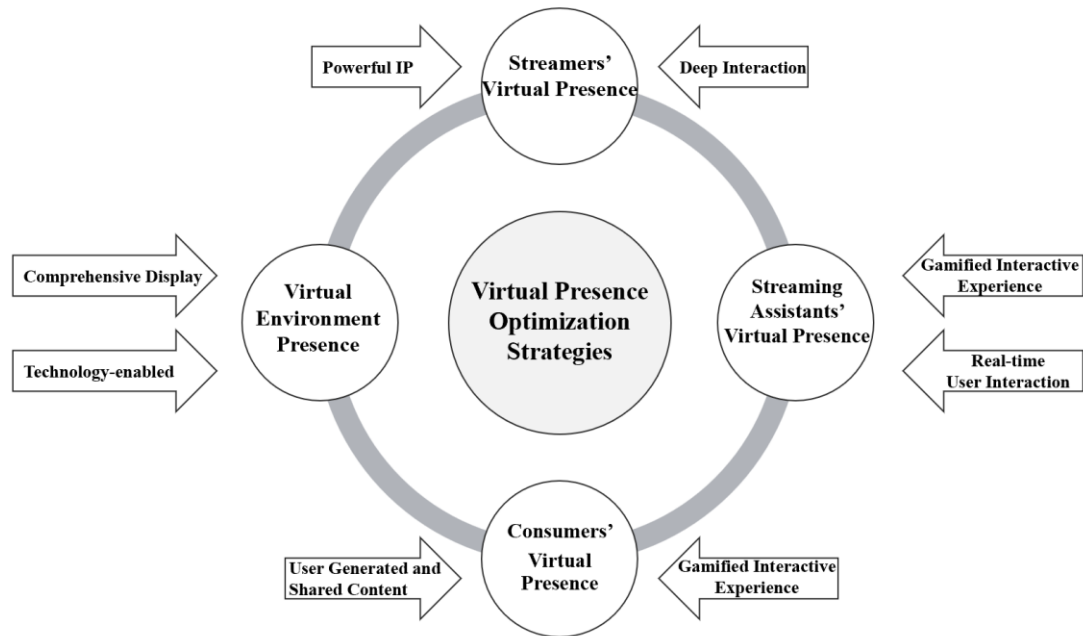 Powerful IP
Streamers’
Virtual Presence
Deep Interaction
Comprehensive Display
Technology-enabled
Virtual
Environment
Presence
Virtual Presence
Optimization
Strategies
Streaming
Assistants’
Virtual Presence
Gamified Interactive
Experience
Real-time
User Interaction
User Generated and
Shared Content
Consumers’
Virtual
Presence
Gamified Interactive
Experience